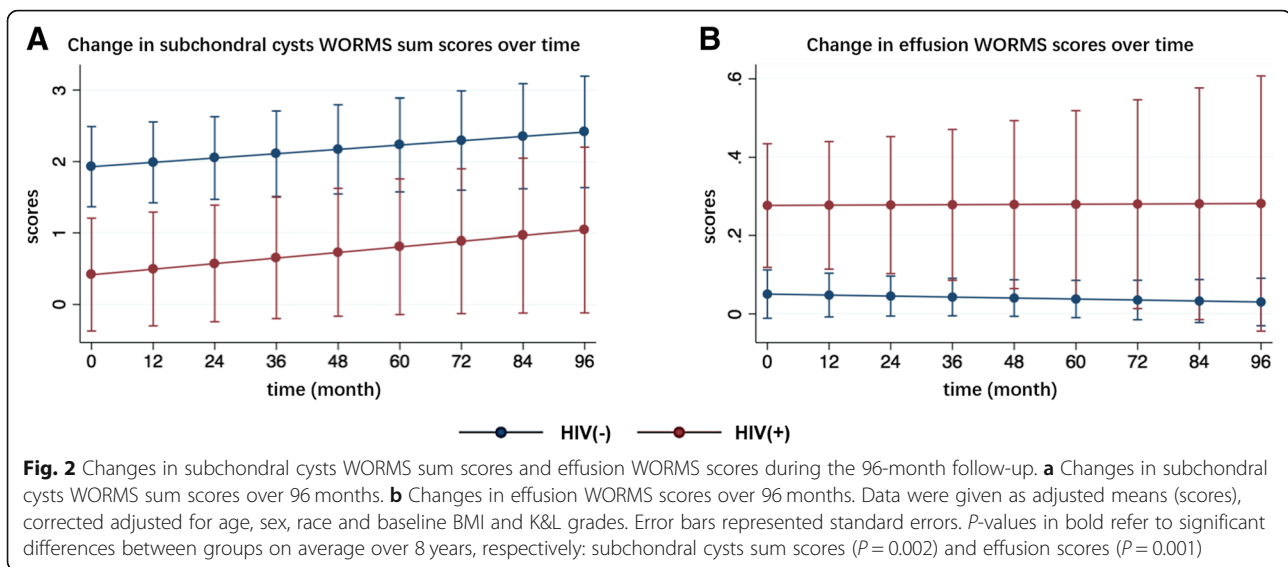 A Change in subchondral cysts WORMS sum scores over time
3
2
1
0
scores
0 12 24 36 48 60 72 84 96
time (month)
B Change in effusion WORMS scores over time
.6
.4
.2
0
scores
0 12 24 36 48 60 72 84 96
time (month)
HIV(-) HIV(+)
Fig. 2 Changes in subchondral cysts WORMS sum scores and effusion WORMS scores during the 96-month follow-up. a Changes in subchondral
cysts WORMS sum scores over 96 months. b Changes in effusion WORMS scores over 96 months. Data were given as adjusted means (scores),
corrected adjusted for age, sex, race and baseline BMI and K&L grades. Error bars represented standard errors. P-values in bold refer to significant
differences between groups on average over 8 years, respectively: subchondral cysts sum scores (P = 0.002) and effusion scores (P = 0.001)